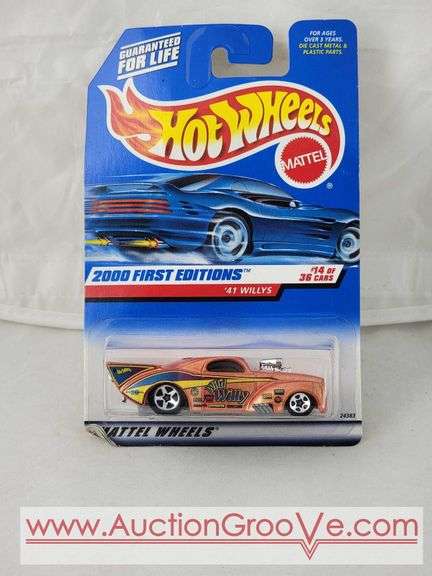 GUARANTEED
FOR LIFE
FOR AGES
OVER 3 YEARS.
DIE CAST METAL &
PLASTIC PARTS.
Hot Wheels
MATTEL
®
2000 FIRST EDITIONS™
#14 OF
36 CARS
'41 WILLYS
Wild
Willy
24383
MATTEL WHEELS
www.AuctionGrooVe.com